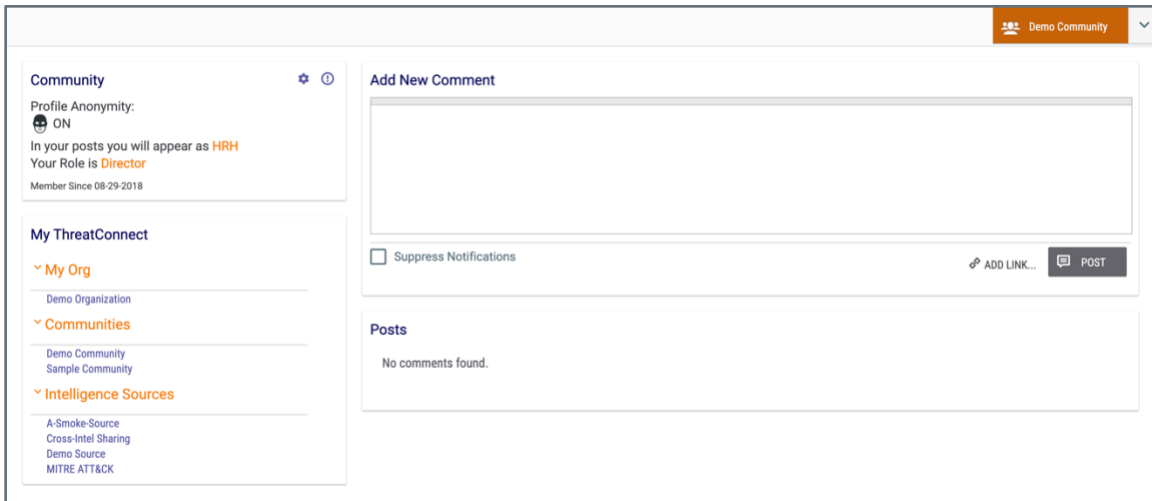 Demo Community
Community
Profile Anonymity:
ON
In your posts you will appear as HRH
Your Role is Director
Member Since 08-29-2018
My ThreatConnect
My Org
Demo Organization
Communities
Demo Community
Sample Community
Intelligence Sources
A-Smoke-Source
Cross-Intel Sharing
Demo Source
MITRE ATT&CK
Add New Comment
Suppress Notifications
ADD LINK...
POST
Posts
No comments found.